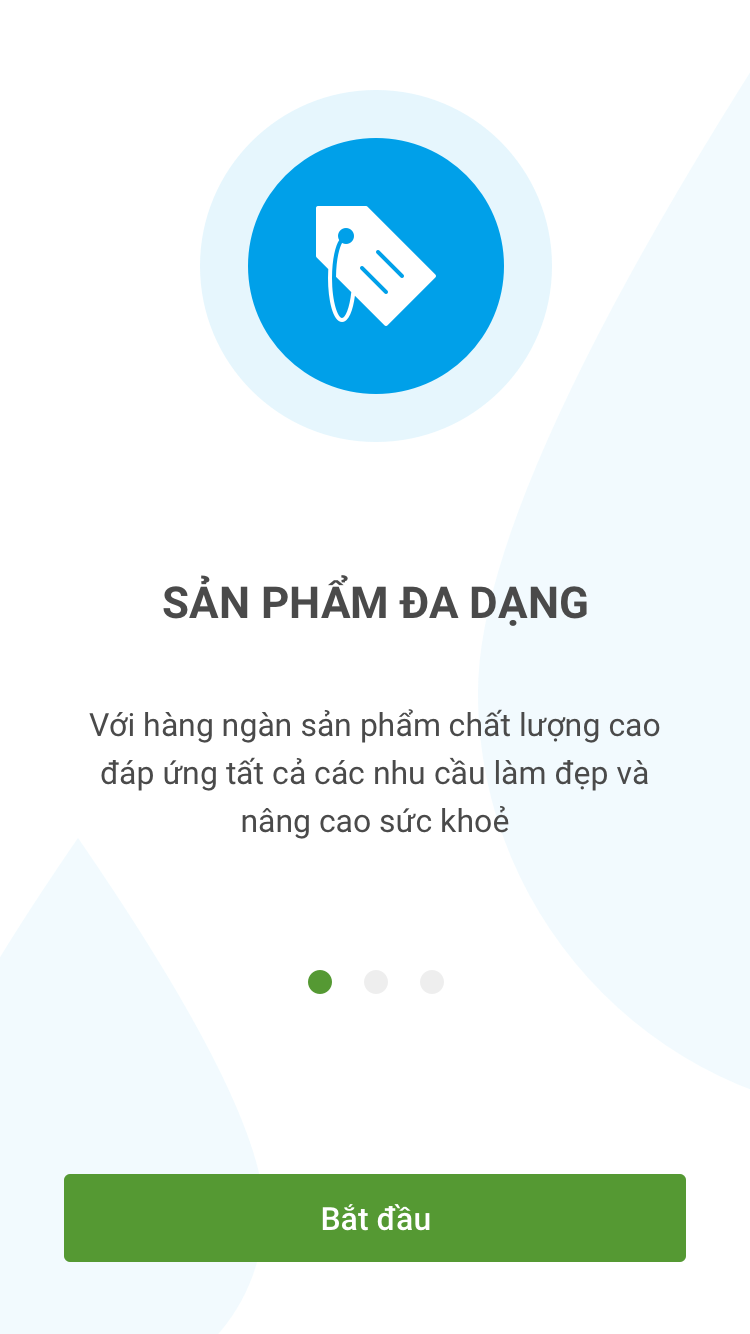 SẢN PHẨM ĐA DẠNG
Với hàng ngàn sản phẩm chất lượng cao
đáp ứng tất cả các nhu cầu làm đẹp và
nâng cao sức khoẻ
Bắt đầu